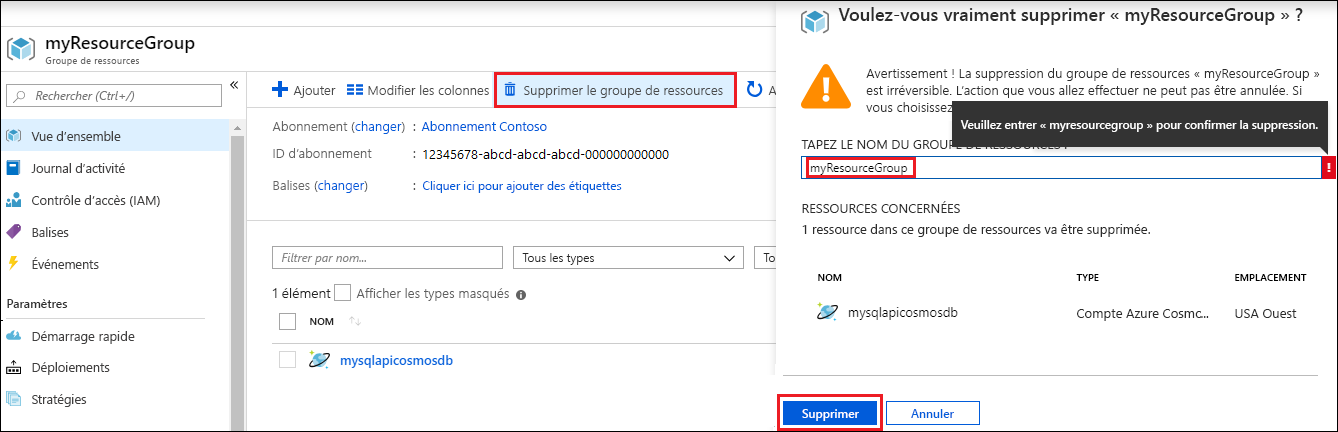 myResourceGroup
Groupe de ressources
Rechercher (Ctrl+/)
«
Vue d'ensemble
Journal d'activité
Contrôle d'accès (IAM)
Balises
Événements
Paramètres
Démarrage rapide
Déploiements
Stratégies
Ajouter
Modifier les colonnes
Supprimer le groupe de ressources
A
Abonnement (changer) : Abonnement Contoso
ID d'abonnement : 12345678-abcd-abcd-abcd-000000000000
Balises (changer) : Cliquer ici pour ajouter des étiquettes
Filtrer par nom...
Tous les types
To
1 élément
Afficher les types masqués
NOM
mysqlapicosmosdb
Voulez-vous vraiment supprimer « myResourceGroup » ?
Avertissement ! La suppression du groupe de ressources « myResourceGroup »
est irréversible. L'action que vous allez effectuer ne peut pas être annulée. Si
vous choisissez
Veuillez entrer « myresourcegroup » pour confirmer la suppression.
TAPEZ LE NOM DU GROUPE DE RESSOURCES :
myResourceGroup
!
RESSOURCES CONCERNÉES
1 ressource dans ce groupe de ressources va être supprimée.
NOM TYPE EMPLACEMENT
mysqlapicosmosdb Compte Azure Cosmc... USA Ouest
Supprimer
Annuler